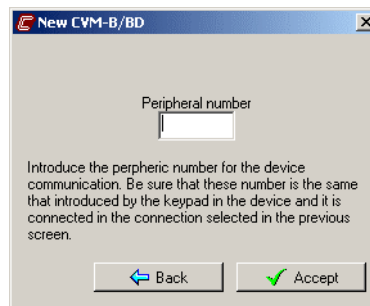 New CVM-B/BD
Peripheral number
Introduce the perpheric number for the device
communication. Be sure that these number is the same
that introduced by the keypad in the device and it is
connected in the connection selected in the previous
screen.
Back
Accept